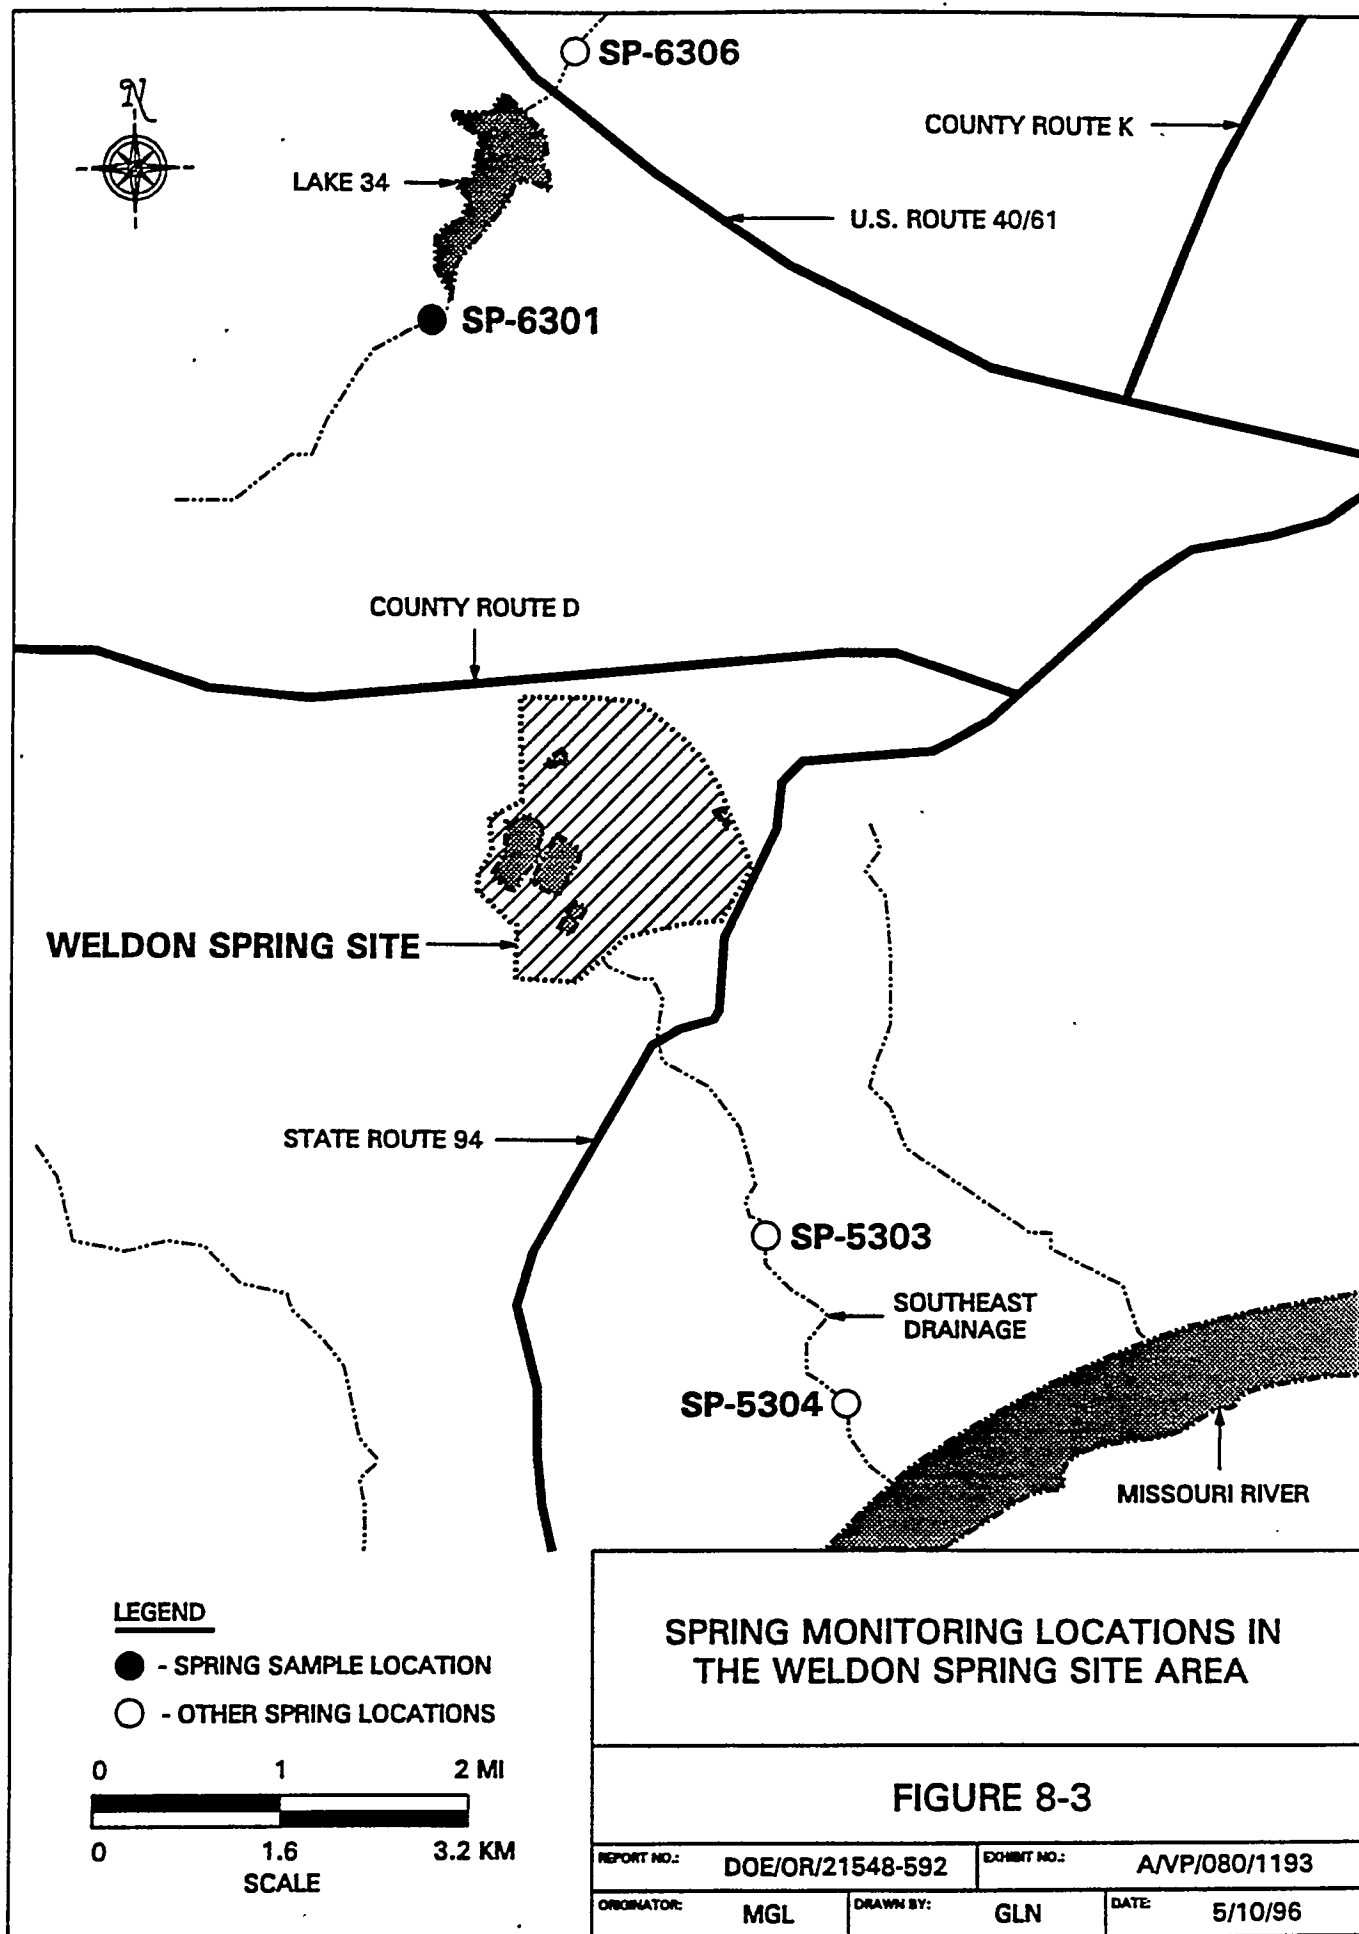 N
SP-6306
COUNTY ROUTE K
LAKE 34
U.S. ROUTE 40/61
SP-6301
COUNTY ROUTE D
WELDON SPRING SITE
STATE ROUTE 94
SP-5303
SOUTHEAST
DRAINAGE
SP-5304
MISSOURI RIVER
LEGEND
- SPRING SAMPLE LOCATION
- OTHER SPRING LOCATIONS
0 1 2 MI
0 1.6 3.2 KM
SCALE
SPRING MONITORING LOCATIONS IN
THE WELDON SPRING SITE AREA
FIGURE 8-3
REPORT NO.: DOE/OR/21548-592 EXHIBIT NO.: A/VP/080/1193
ORIGINATOR: MGL DRAWN BY: GLN DATE: 5/10/96